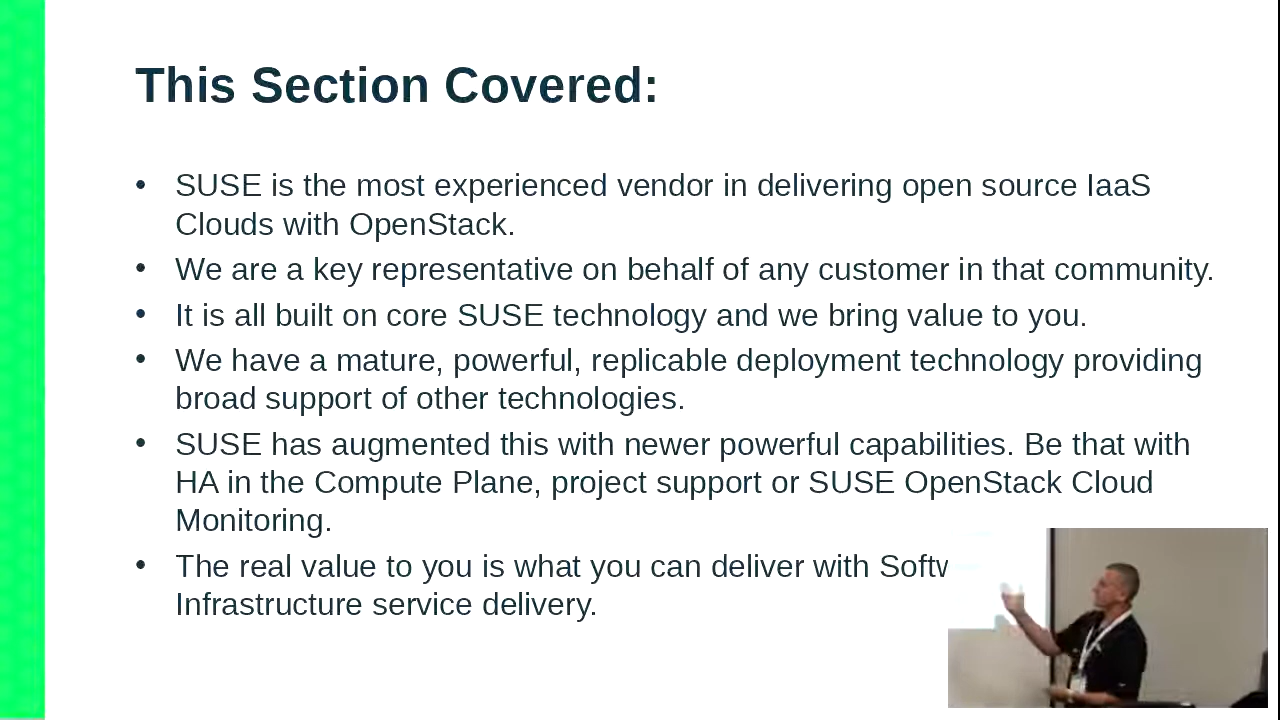 This Section Covered:
• SUSE is the most experienced vendor in delivering open source IaaS
Clouds with OpenStack.
• We are a key representative on behalf of any customer in that community.
• It is all built on core SUSE technology and we bring value to you.
• We have a mature, powerful, replicable deployment technology providing
broad support of other technologies.
• SUSE has augmented this with newer powerful capabilities. Be that with
HA in the Compute Plane, project support or SUSE OpenStack Cloud
Monitoring.
• The real value to you is what you can deliver with
Infrastructure service delivery.